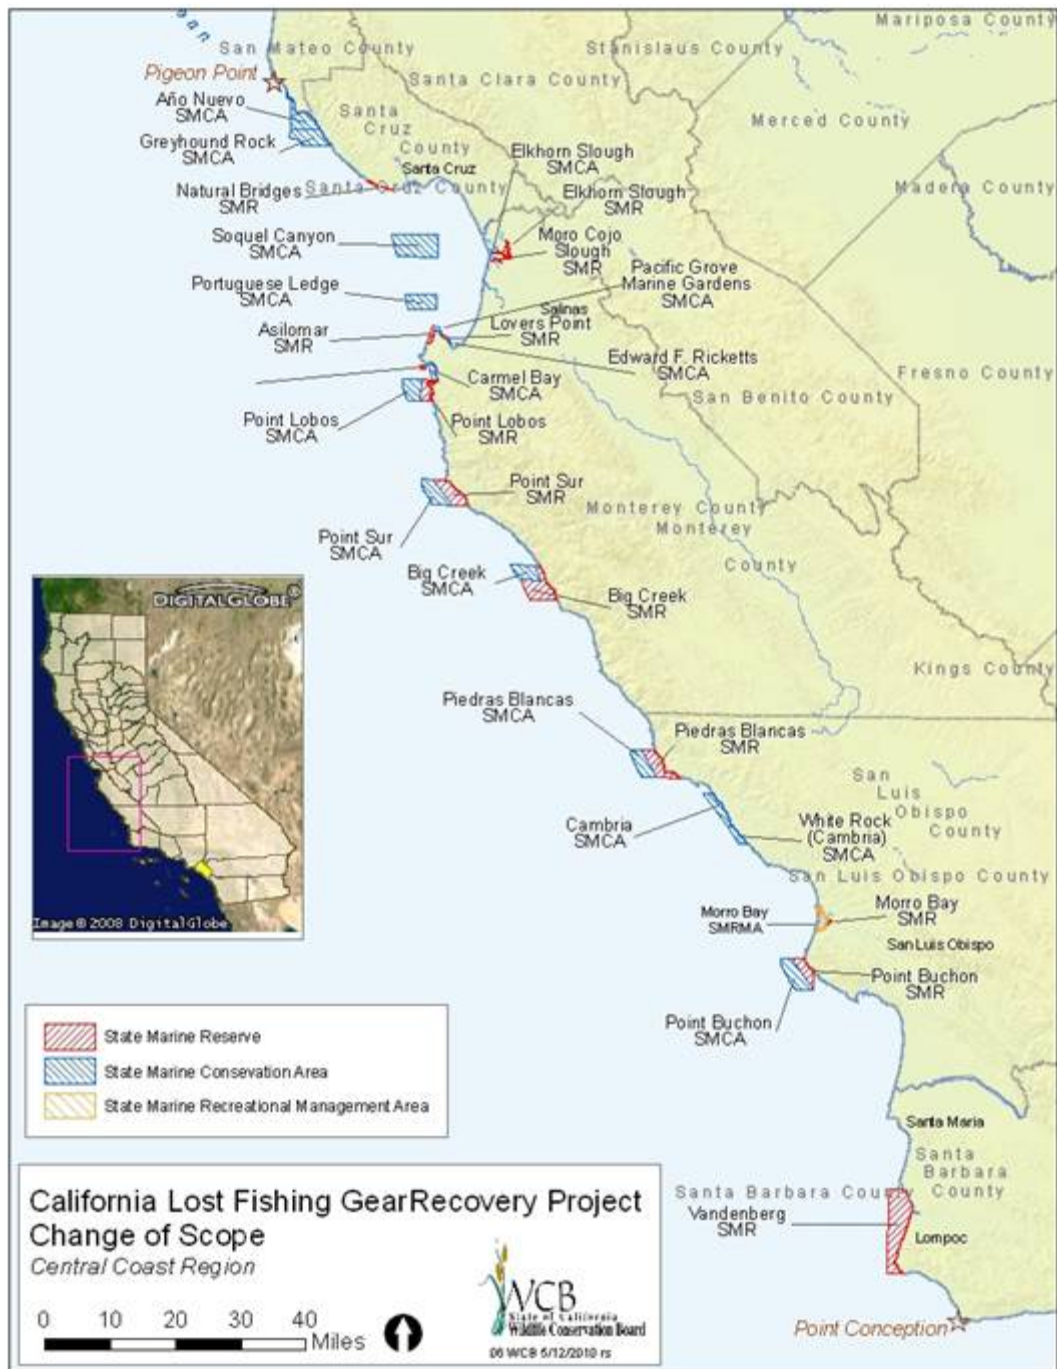 gan
San Mateo County
Stanislaus County
Mariposa County
Pigeon Point
Santa Clara County
Año Nuevo
SMCA
Santa
Cruz
County
Merced County
Greyhound Rock
SMCA
Santa Cruz
Elkhorn Slough
SMCA
Natural Bridges
SMR
Santa Cruz County
Elkhorn Slough
SMR
Madera County
Soquel Canyon
SMCA
Moro Cojo
Slough
SMR
Portuguese Ledge
SMCA
Pacific Grove
Marine Gardens
SMCA
Salinas
Asilomar
SMR
Lovers Point
SMR
Edward F. Ricketts
SMCA
Carmel Bay
SMCA
Fresno County
San Benito County
Point Lobos
SMCA
Point Lobos
SMR
Point Sur
SMR
Monterey County
Monterey
County
Point Sur
SMCA
Big Creek
SMCA
Big Creek
SMR
Kings County
Piedras Blancas
SMCA
Piedras Blancas
SMR
San
Luis
Obispo
County
Cambria
SMCA
White Rock
(Cambria)
SMCA
San Luis Obispo County
Morro Bay
SMRMA
Morro Bay
SMR
San Luis Obispo
Point Buchon
SMR
Point Buchon
SMCA
Santa Maria
Santa
Barbara
County
Santa Barbara County
Vandenberg
SMR
Lompoc
Point Conception
DIGITALGLOBE
©
Image © 2008 DigitalGlobe
State Marine Reserve
State Marine Consevation Area
State Marine Recreational Management Area
California Lost Fishing GearRecovery Project
Change of Scope
Central Coast Region
0 10 20 30 40
Miles
WCB
State of California
Wildlife Conservation Board
06 WCB 5/12/2010 rs